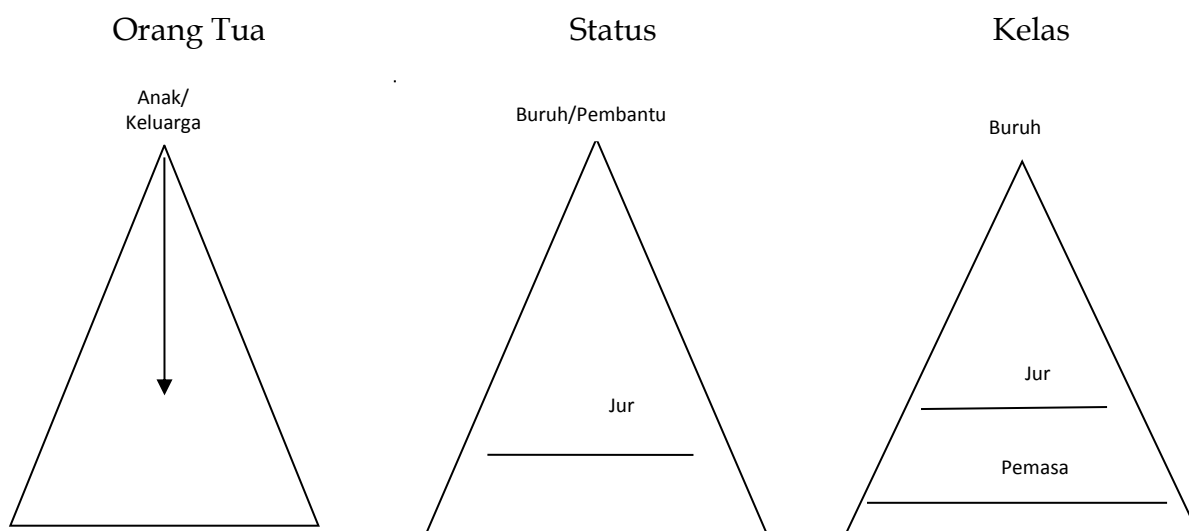 Orang Tua
Status
Kelas
Anak/
Keluarga
Buruh/Pembantu
Buruh
Jur
Jur
Pemasa